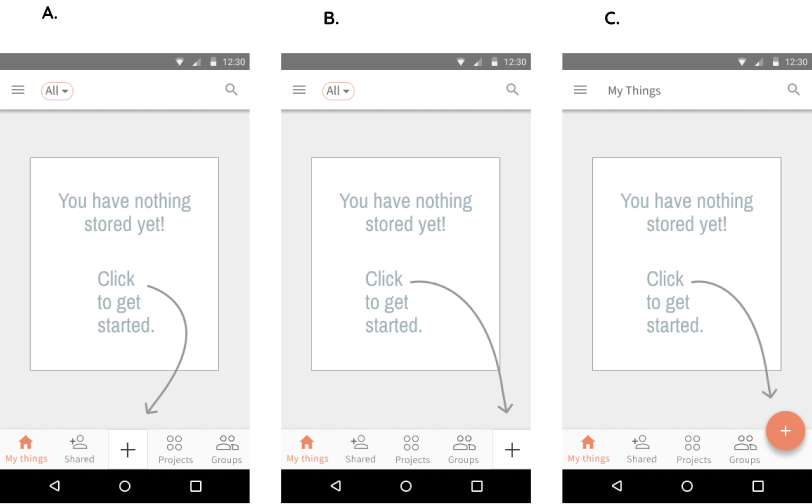 A.
B.
C.
12:30
12:30
12:30
All
All
My Things
You have nothing
stored yet!
Click
to get
started.
You have nothing
stored yet!
Click
to get
started.
You have nothing
stored yet!
Click
to get
started.
My things Shared + Projects Groups
My things Shared Projects Groups +
My things Shared Projects Groups +